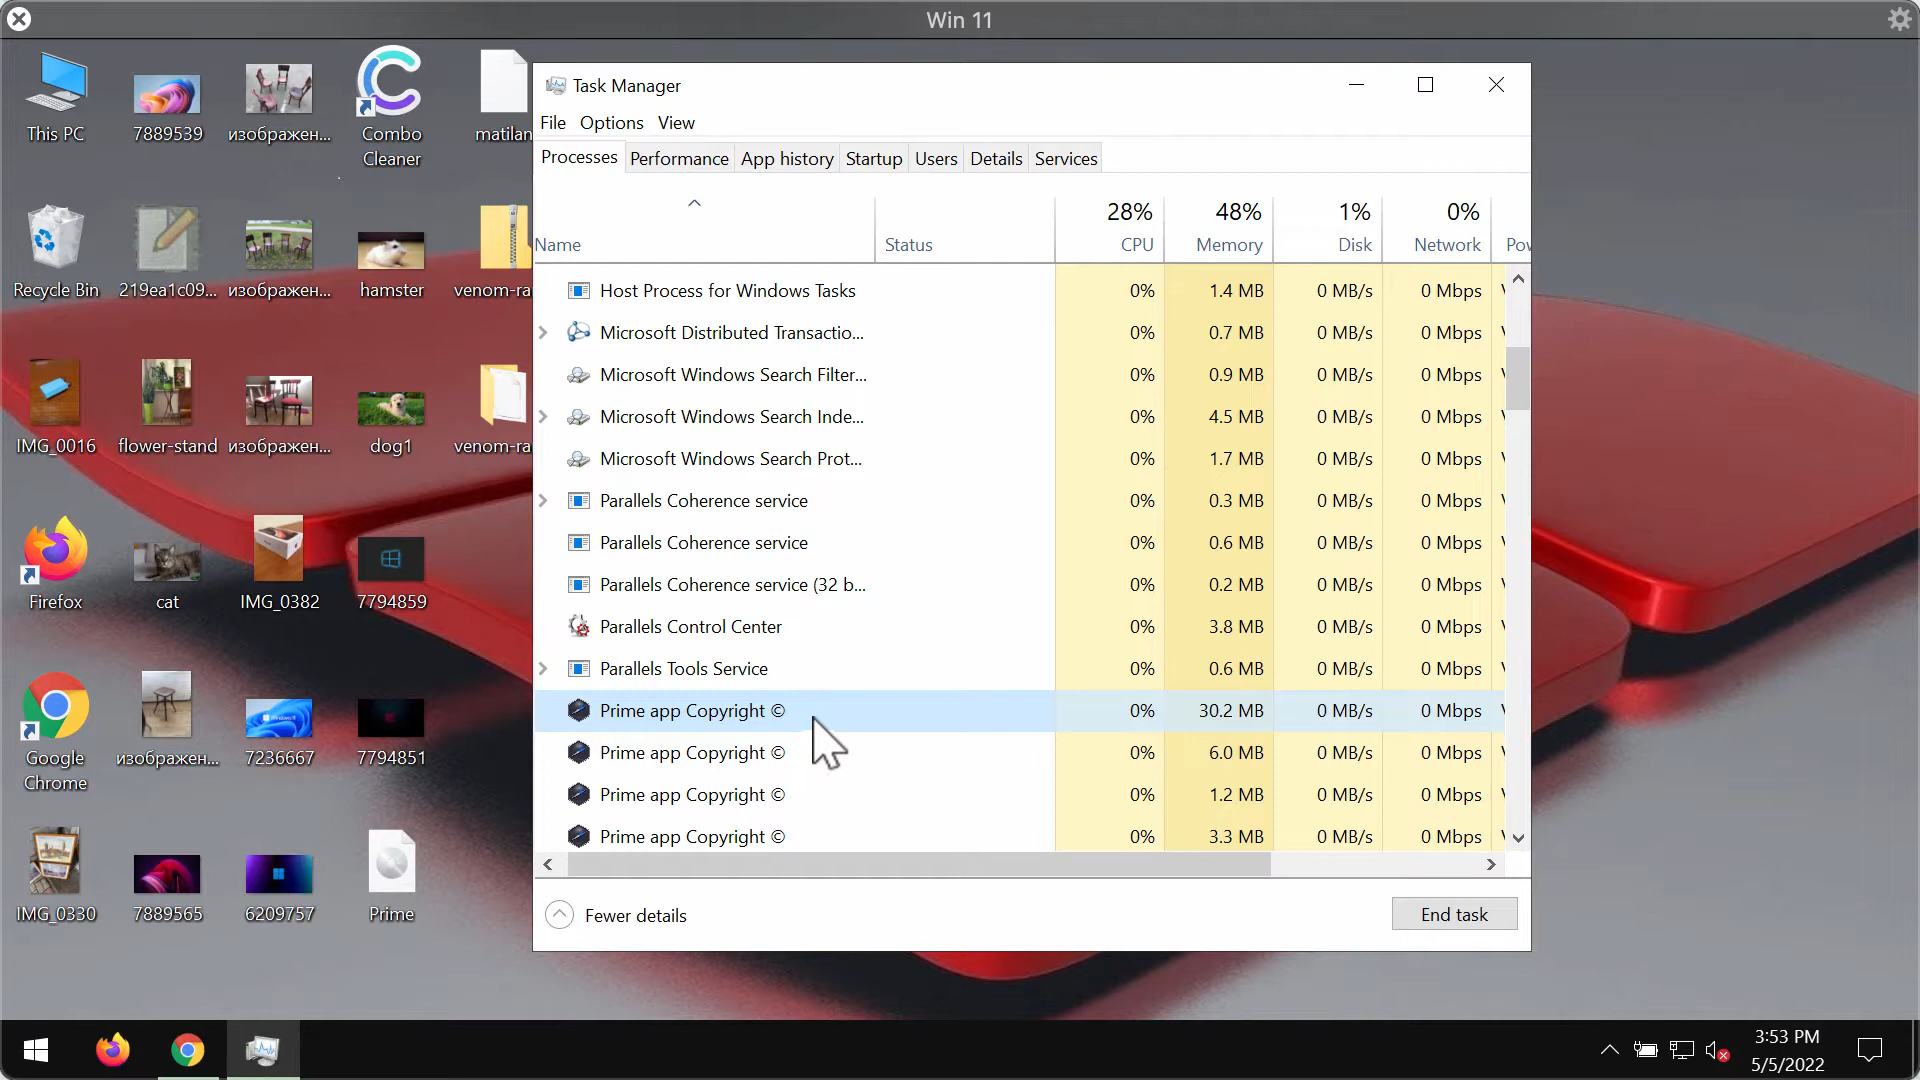 Win 11
This PC
7889539
изображен...
Combo
Cleaner
matilan
Recycle Bin
219ea1c09...
изображен...
hamster
venom-ra
IMG_0016
flower-stand
изображен...
dog1
venom-ra
Firefox
cat
IMG_0382
7794859
Google
Chrome
изображен...
7236667
7794851
IMG_0330
7889565
6209757
Prime
Task Manager
File Options View
Processes Performance App history Startup Users Details Services
28% 48% 1% 0%
Name Status CPU Memory Disk Network Pov
Host Process for Windows Tasks 0% 1.4 MB 0 MB/s 0 Mbps
Microsoft Distributed Transactio... 0% 0.7 MB 0 MB/s 0 Mbps
Microsoft Windows Search Filter... 0% 0.9 MB 0 MB/s 0 Mbps
Microsoft Windows Search Inde... 0% 4.5 MB 0 MB/s 0 Mbps
Microsoft Windows Search Prot... 0% 1.7 MB 0 MB/s 0 Mbps
Parallels Coherence service 0% 0.3 MB 0 MB/s 0 Mbps
Parallels Coherence service 0% 0.6 MB 0 MB/s 0 Mbps
Parallels Coherence service (32 b... 0% 0.2 MB 0 MB/s 0 Mbps
Parallels Control Center 0% 3.8 MB 0 MB/s 0 Mbps
Parallels Tools Service 0% 0.6 MB 0 MB/s 0 Mbps
Prime app Copyright © 0% 30.2 MB 0 MB/s 0 Mbps
Prime app Copyright © 0% 6.0 MB 0 MB/s 0 Mbps
Prime app Copyright © 0% 1.2 MB 0 MB/s 0 Mbps
Prime app Copyright © 0% 3.3 MB 0 MB/s 0 Mbps
Fewer details
End task
3:53 PM
5/5/2022